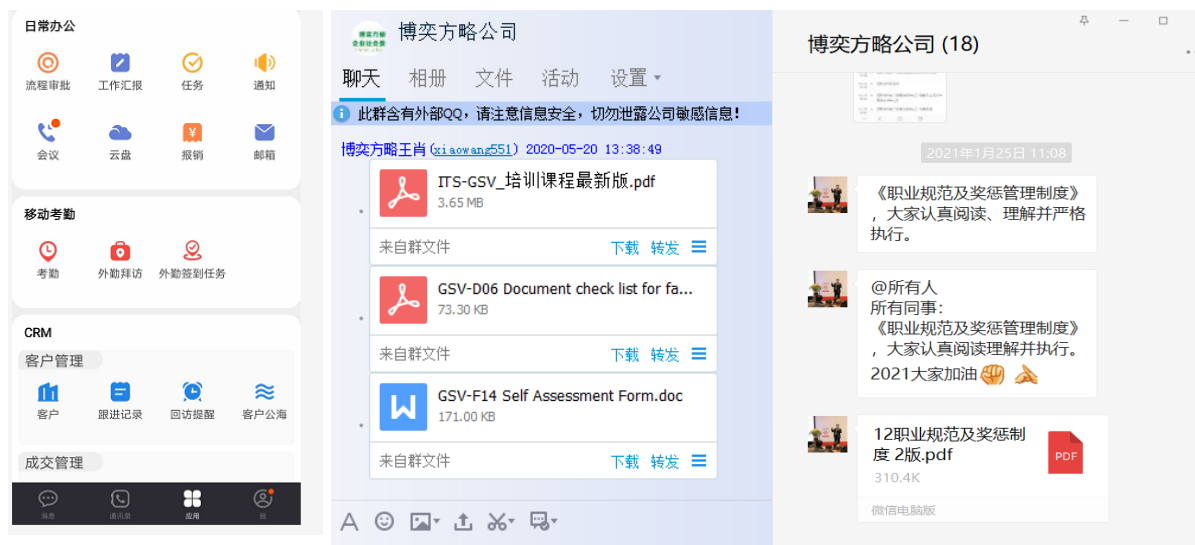 日常办公
流程审批 工作汇报 任务 通知
会议 云盘 报销 邮箱
移动考勤
考勤 外勤拜访 外勤签到任务
CRM
客户管理
客户 跟进记录 回访提醒 客户公海
成交管理
消息 通讯录 应用 我
博奕方略公司
聊天 相册 文件 活动 设置
此群含有外部QQ，请注意信息安全，切勿泄露公司敏感信息！
博奕方略王肖(xiaowang551) 2020-05-20 13:38:49
ITS-GSV_培训课程最新版.pdf
3.65 MB
来自群文件 下载 转发
GSV-D06 Document check list for fa...
73.30 KB
来自群文件 下载 转发
GSV-F14 Self Assessment Form.doc
171.00 KB
来自群文件 下载 转发
博奕方略公司 (18)
2021年1月25日 11:08
《职业规范及奖惩管理制度》
，大家认真阅读、理解并严格
执行。
@所有人
所有同事：
《职业规范及奖惩管理制度》
，大家认真阅读理解并执行。
2021大家加油
12职业规范及奖惩制
度 2版.pdf
PDF
310.4K
微信电脑版